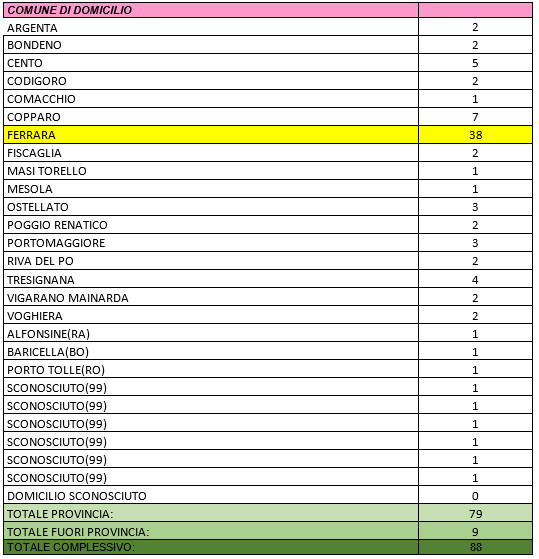 COMUNE DI DOMICILIO
ARGENTA 2
BONDENO 2
CENTO 5
CODIGORO 2
COMACCHIO 1
COPPARO 7
FERRARA 38
FISCAGLIA 2
MASI TORELLO 1
MESOLA 1
OSTELLATO 3
POGGIO RENATICO 2
PORTOMAGGIORE 3
RIVA DEL PO 2
TRESIGNANA 4
VIGARANO MAINARDA 2
VOGHIERA 2
ALFONSINE(RA) 1
BARICELLA(BO) 1
PORTO TOLLE(RO) 1
SCONOSCIUTO(99) 1
SCONOSCIUTO(99) 1
SCONOSCIUTO(99) 1
SCONOSCIUTO(99) 1
SCONOSCIUTO(99) 1
SCONOSCIUTO(99) 1
DOMICILIO SCONOSCIUTO 0
TOTALE PROVINCIA: 79
TOTALE FUORI PROVINCIA: 9
TOTALE COMPLESSIVO: 88